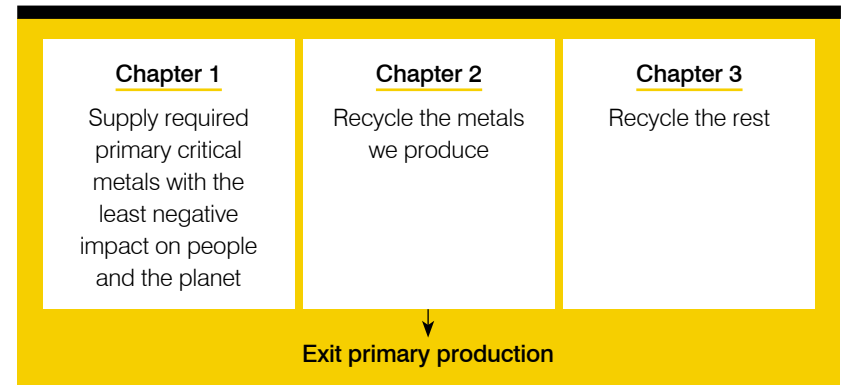 Chapter 1
Supply required
primary critical
metals with the
least negative
impact on people
and the planet
Chapter 2
Recycle the metals
we produce
Chapter 3
Recycle the rest
Exit primary production